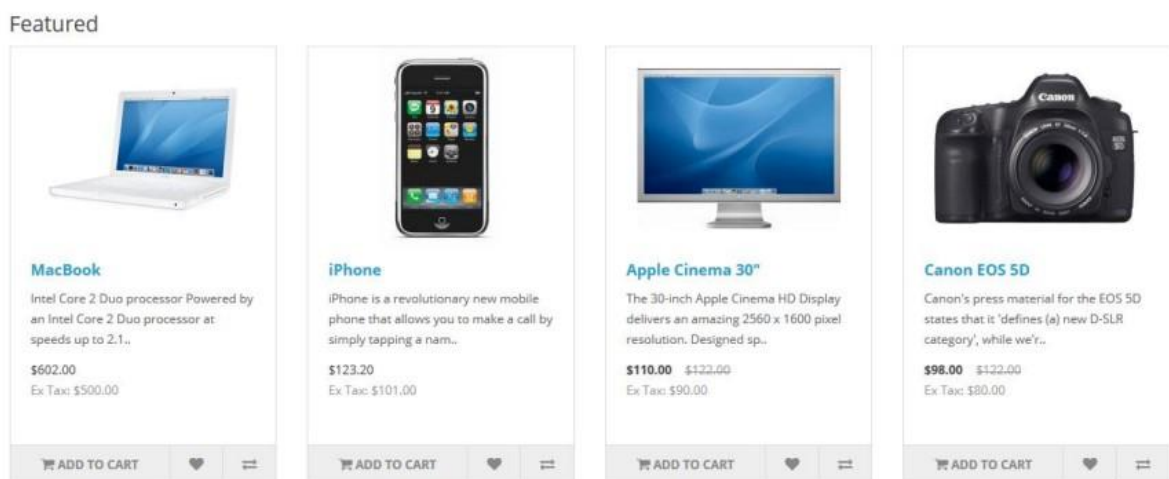 Featured
Canon
MacBook
Intel Core 2 Duo processor Powered by
an Intel Core 2 Duo processor at
speeds up to 2.1..
$602.00
Ex Tax: $500.00
ADD TO CART
iPhone
iPhone is a revolutionary new mobile
phone that allows you to make a call by
simply tapping a nam..
$123.20
Ex Tax: $101.00
ADD TO CART
Apple Cinema 30"
The 30-inch Apple Cinema HD Display
delivers an amazing 2560 x 1600 pixel
resolution. Designed sp..
$110.00 $122.00
Ex Tax: $90.00
ADD TO CART
Canon EOS 5D
Canon's press material for the EOS 5D
states that it 'defines (a) new D-SLR
category', while we'r..
$98.00 $122.00
Ex Tax: $80.00
ADD TO CART